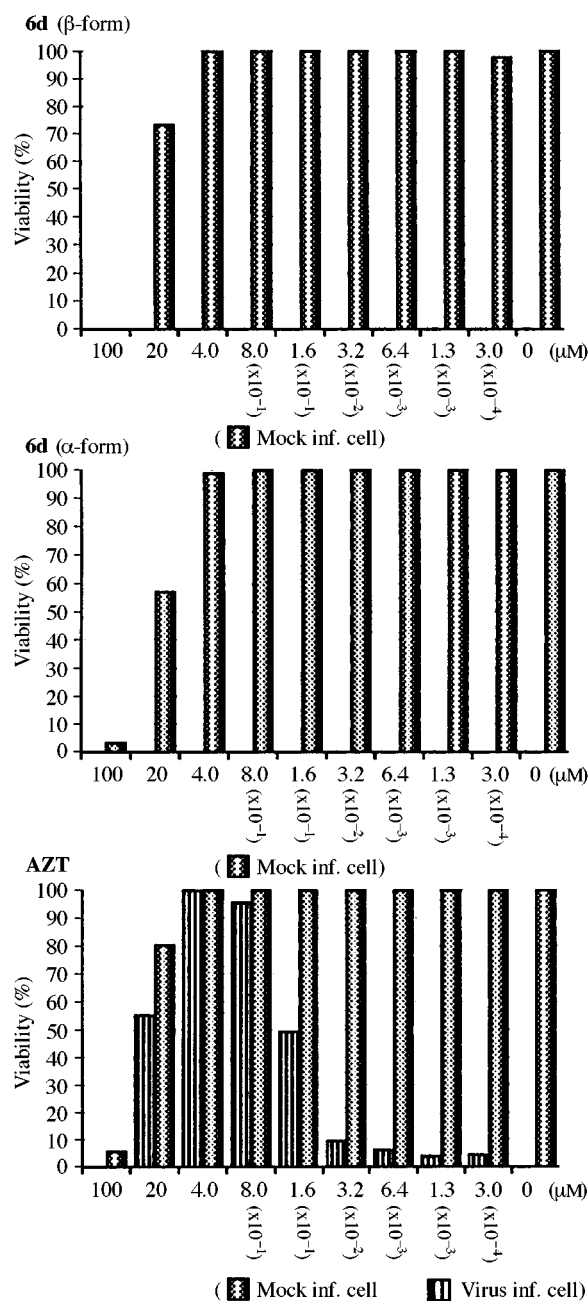 6d (β-form)
100
90
80
70
60
50
40
30
20
10
0
Viability (%)
100 20 4.0 8.0 1.6 3.2 6.4 1.3 3.0 0 (μM)
(x10⁻¹) (x10⁻¹) (x10⁻²) (x10⁻³) (x10⁻³) (x10⁻⁴)
( Mock inf. cell)
6d (α-form)
100
90
80
70
60
50
40
30
20
10
0
Viability (%)
100 20 4.0 8.0 1.6 3.2 6.4 1.3 3.0 0 (μM)
(x10⁻¹) (x10⁻¹) (x10⁻²) (x10⁻³) (x10⁻³) (x10⁻⁴)
( Mock inf. cell)
AZT
100
90
80
70
60
50
40
30
20
10
0
Viability (%)
100 20 4.0 8.0 1.6 3.2 6.4 1.3 3.0 0 (μM)
(x10⁻¹) (x10⁻¹) (x10⁻²) (x10⁻³) (x10⁻³) (x10⁻⁴)
( Mock inf. cell Virus inf. cell)